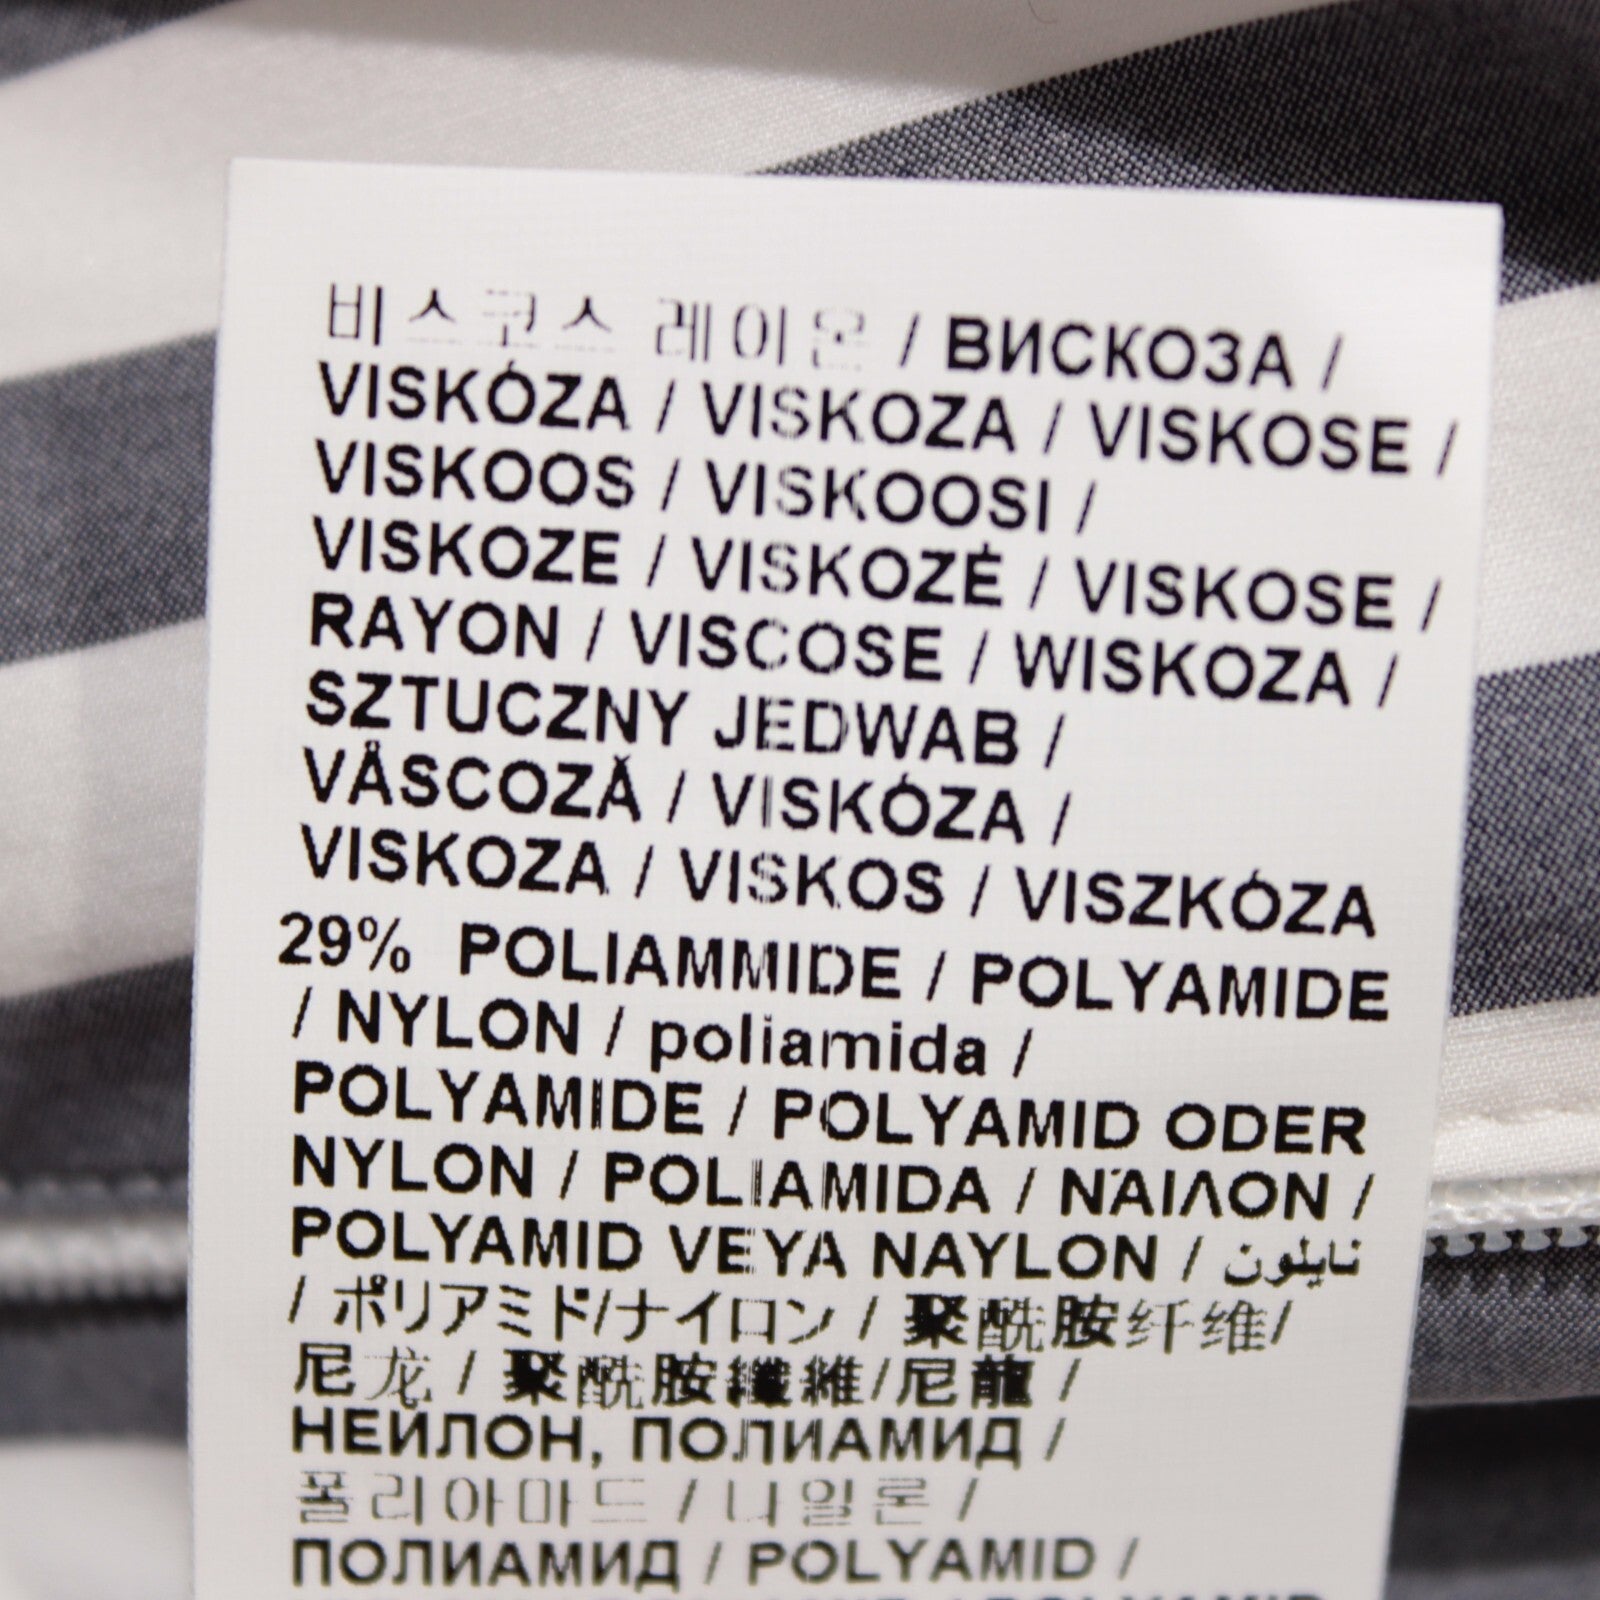 비스코스 레이온 / ВИСКОЗА /
VISKÓZA / VISKOZA / VISKOSE /
VISKOOS / VISKOOSI /
VISKOZE / VISKOZĖ / VISKOSE /
RAYON / VISCOSE / WISKOZA /
SZTUCZNY JEDWAB /
VÂSCOZĂ / VISKÓZA /
VISKOZA / VISKOS / VISZKÓZA
29% POLIAMMIDE / POLYAMIDE
/ NYLON / poliamida /
POLYAMIDE / POLYAMID ODER
NYLON / POLIAMIDA / ΝΆΙΛΟΝ /
POLYAMID VEYA NAYLON / نايلون
/ ポリアミド/ナイロン / 聚酰胺纤维/
尼龙 / 聚酰胺纖維/尼龍 /
НЕЙЛОН, ПОЛИАМИД /
폴리아마드 / 나일론 /
ПОЛИАМИД / POLYAMID /